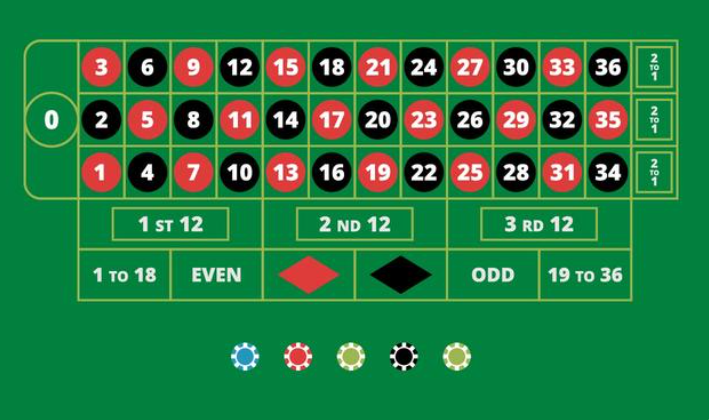 3 6 9 12 15 18 21 24 27 30 33 36 2 TO 1
0 2 5 8 11 14 17 20 23 26 29 32 35 2 TO 1
1 4 7 10 13 16 19 22 25 28 31 34 2 TO 1
1 ST 12 2 ND 12 3 RD 12
1 TO 18 EVEN ODD 19 TO 36